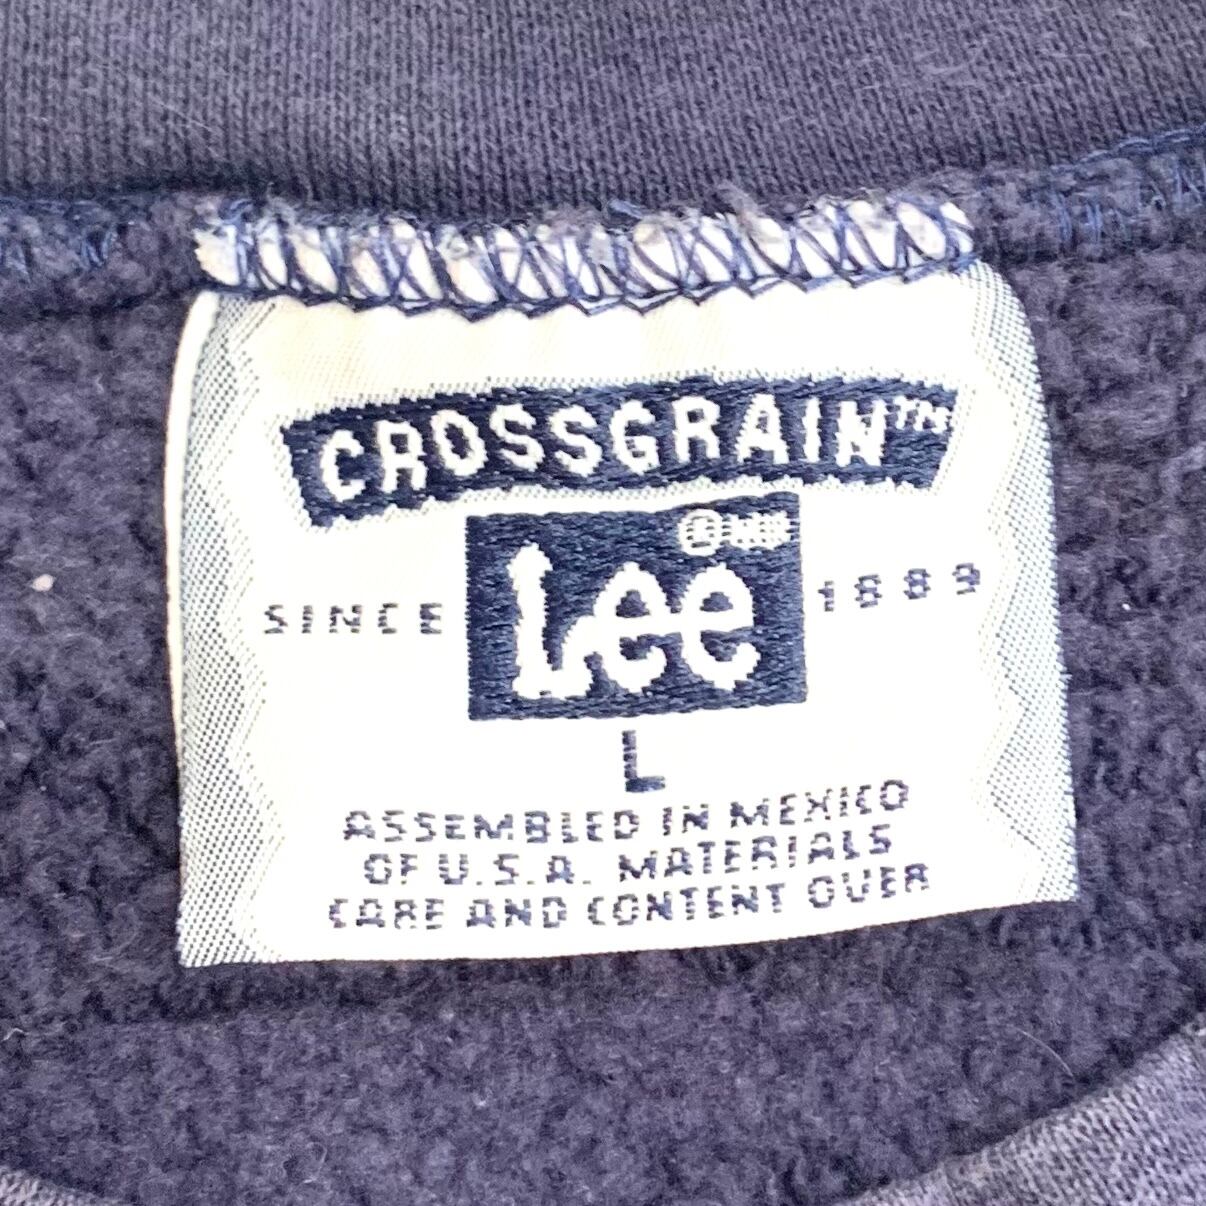 CROSSGRAIN™
Lee®
SINCE 1889
L
ASSEMBLED IN MEXICO
OF U.S.A. MATERIALS
CARE AND CONTENT OVER